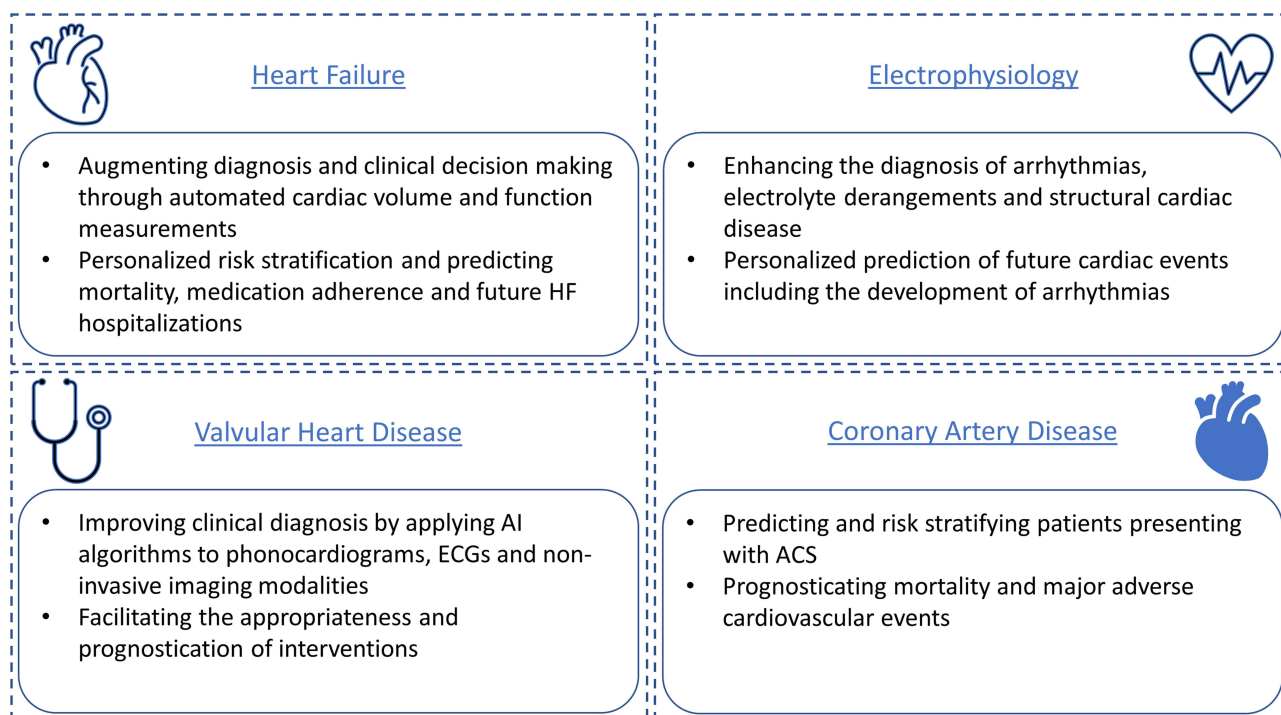 Heart Failure
• Augmenting diagnosis and clinical decision making
through automated cardiac volume and function
measurements
• Personalized risk stratification and predicting
mortality, medication adherence and future HF
hospitalizations
Electrophysiology
• Enhancing the diagnosis of arrhythmias,
electrolyte derangements and structural cardiac
disease
• Personalized prediction of future cardiac events
including the development of arrhythmias
Valvular Heart Disease
• Improving clinical diagnosis by applying AI
algorithms to phonocardiograms, ECGs and non-
invasive imaging modalities
• Facilitating the appropriateness and
prognostication of interventions
Coronary Artery Disease
• Predicting and risk stratifying patients presenting
with ACS
• Prognosticating mortality and major adverse
cardiovascular events